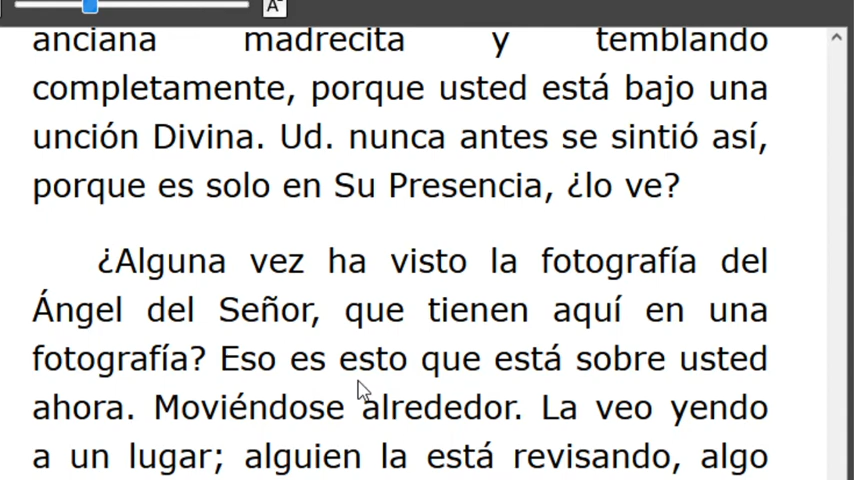 A
anciana madrecita y temblando
completamente, porque usted está bajo una
unción Divina. Ud. nunca antes se sintió así,
porque es solo en Su Presencia, ¿lo ve?
¿Alguna vez ha visto la fotografía del
Ángel del Señor, que tienen aquí en una
fotografía? Eso es esto que está sobre usted
ahora. Moviéndose alrededor. La veo yendo
a un lugar; alguien la está revisando, algo